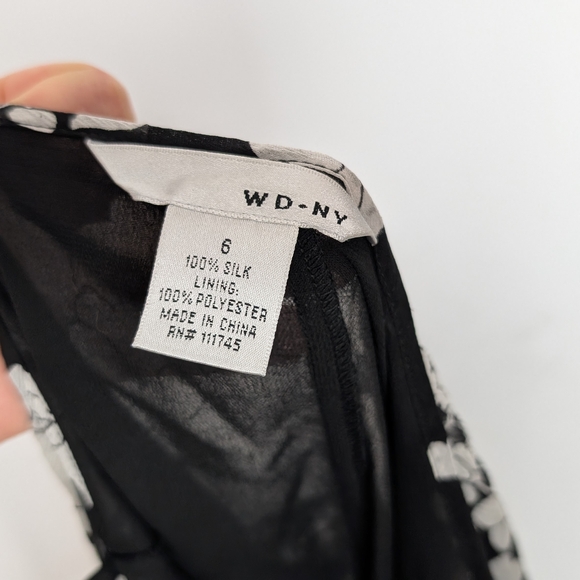 WD-NY
6
100% SILK
LINING:
100% POLYESTER
MADE IN CHINA
RN# 111745